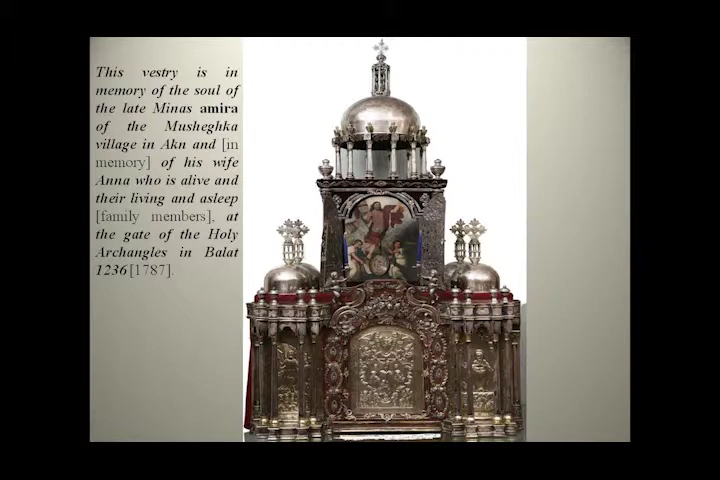 This vestry is in
memory of the soul of
the late Minas amira
of the Musheghka
village in Akn and [in
memory] of his wife
Anna who is alive and
their living and asleep
[family members], at
the gate of the Holy
Archangles in Balat
1236 [1787].